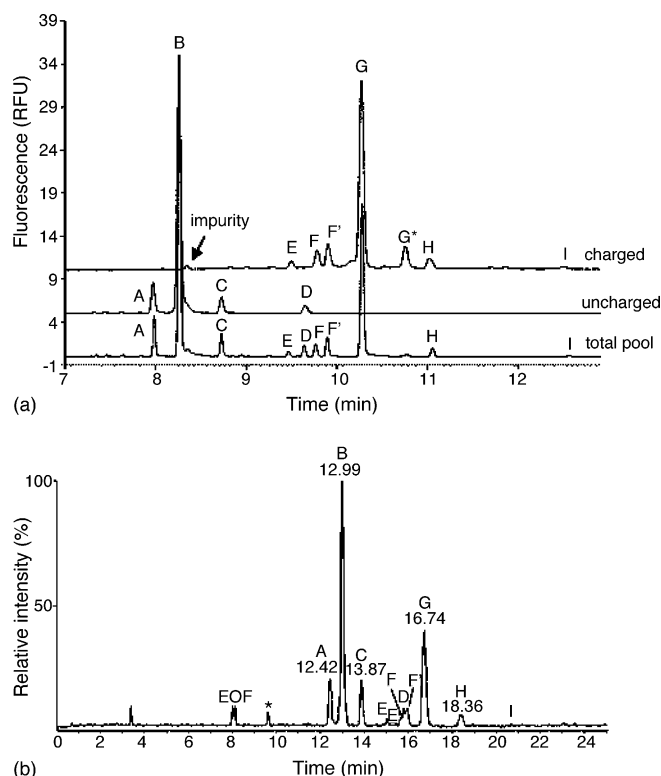 39
34
29
24
19
14
9
4
-1
Fluorescence (RFU)
B
G
impurity
E F F' G* H I charged
A C D uncharged
A C E D F F' H I total pool
7 8 9 10 11 12
(a) Time (min)
100
50
Relative intensity (%)
B
12.99
G
16.74
A
12.42
C
13.87
F D F'
E E
H
18.36
I
EOF
*
0 2 4 6 8 10 12 14 16 18 20 22 24
(b) Time (min)